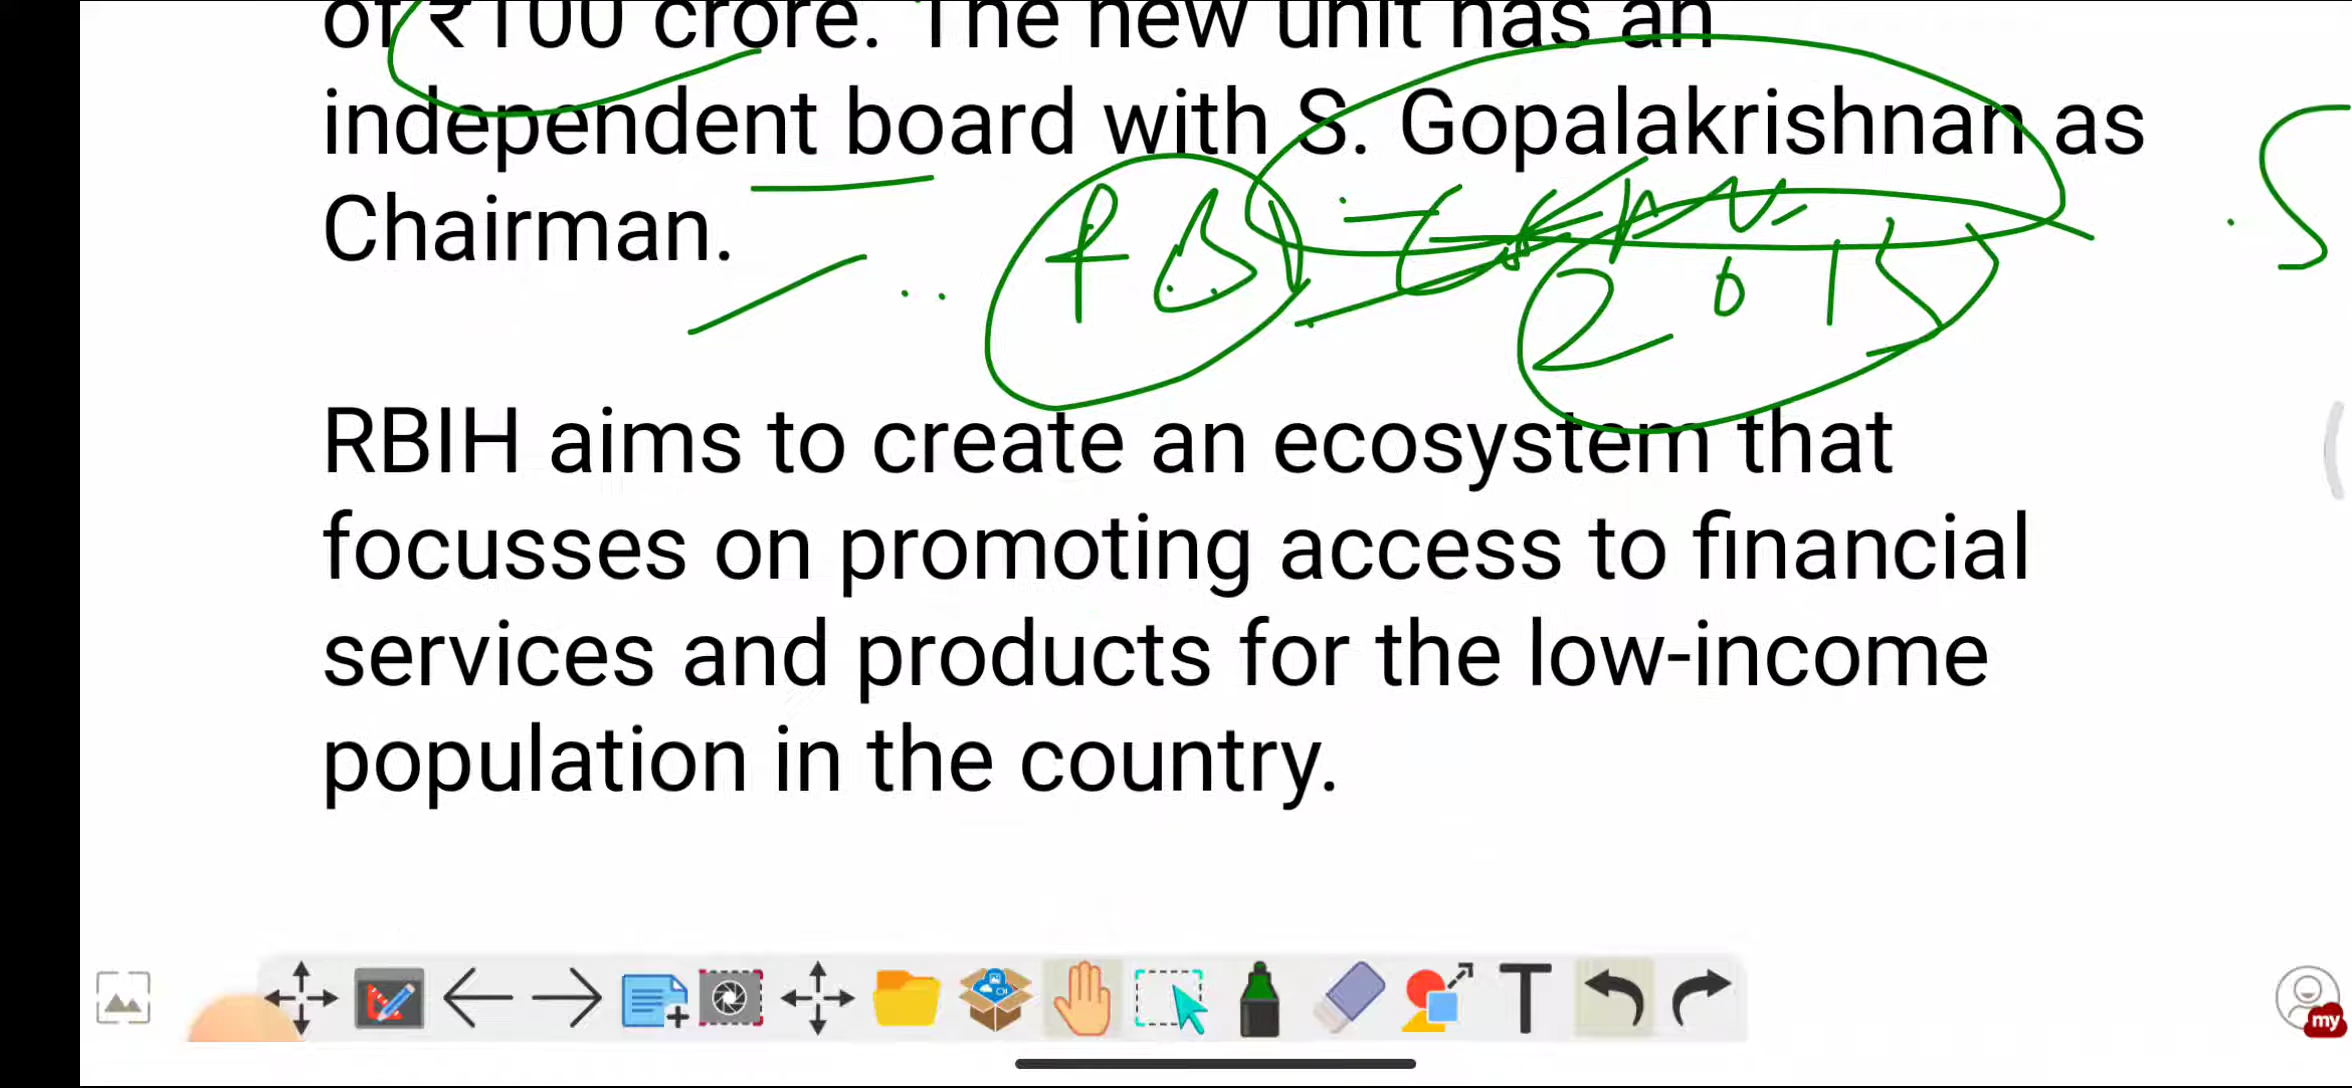 of ₹100 crore. The new unit has an
independent board with S. Gopalakrishnan as
Chairman.
RBIH aims to create an ecosystem that
focusses on promoting access to financial
services and products for the low-income
population in the country.
T
my